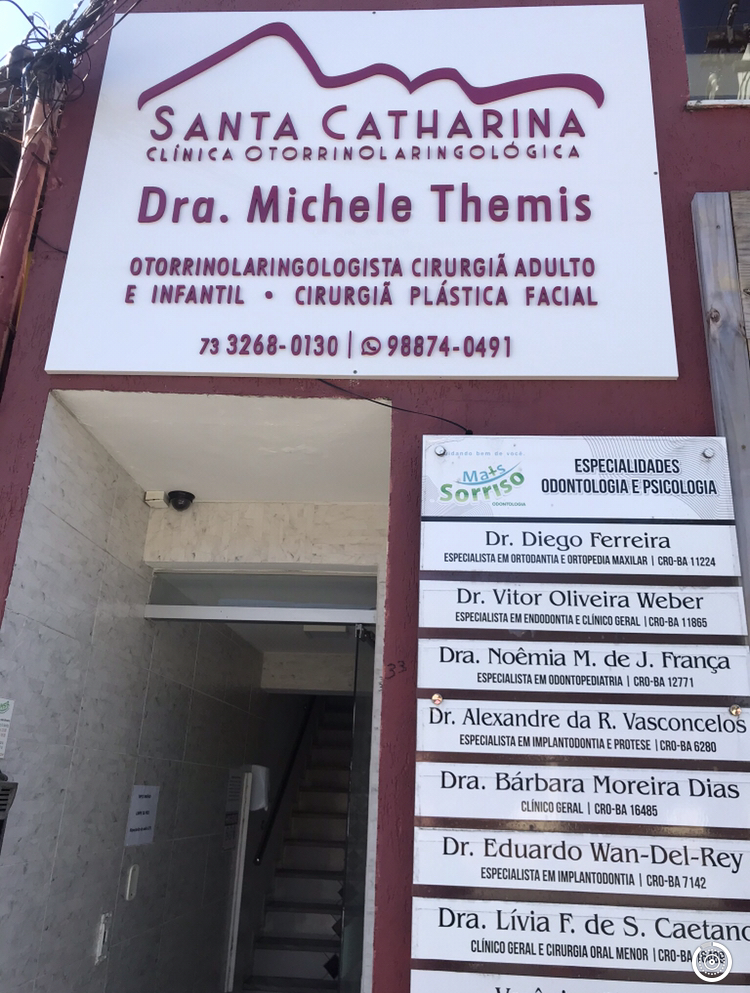 SANTA CATHARINA
CLÍNICA OTORRINOLARINGOLÓGICA
Dra. Michele Themis
OTORRINOLARINGOLOGISTA CIRURGIÃ ADULTO
E INFANTIL • CIRURGIÃ PLÁSTICA FACIAL
73 3268-0130 | 98874-0491
idando bem de você.
Mais
Sorriso
ODONTOLOGIA
ESPECIALIDADES
ODONTOLOGIA E PSICOLOGIA
Dr. Diego Ferreira
ESPECIALISTA EM ORTODANTIA E ORTOPEDIA MAXILAR | CRO-BA 11224
Dr. Vitor Oliveira Weber
ESPECIALISTA EM ENDODONTIA E CLÍNICO GERAL | CRO-BA 11865
Dra. Noêmia M. de J. França
ESPECIALISTA EM ODONTOPEDIATRIA | CRO-BA 12771
33
Dr. Alexandre da R. Vasconcelos
ESPECIALISTA EM IMPLANTODONTIA E PROTESE | CRO-BA 6280
Dra. Bárbara Moreira Dias
CLÍNICO GERAL | CRO-BA 16485
Dr. Eduardo Wan-Del-Rey
ESPECIALISTA EM IMPLANTODONTIA | CRO-BA 7142
Dra. Lívia F. de S. Caetano
CLÍNICO GERAL E CIRURGIA ORAL MENOR | CRO-BA